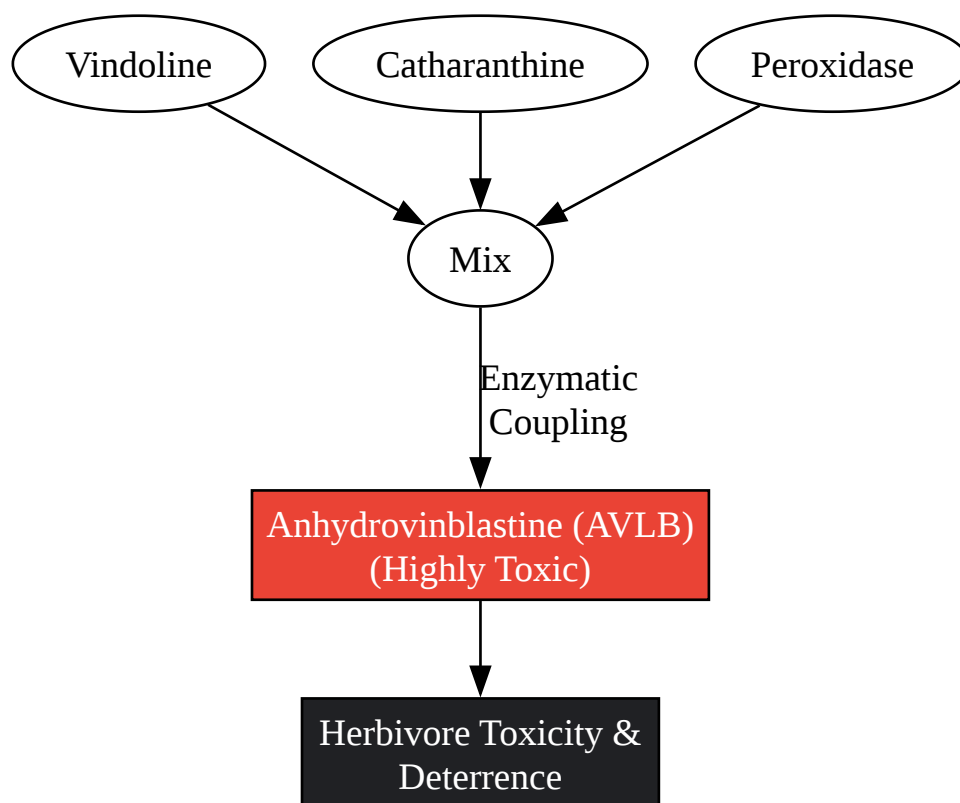 Vindoline
Catharanthine
Peroxidase
Mix
Enzymatic
Coupling
Anhydrovinblastine (AVLB)
(Highly Toxic)
Herbivore Toxicity &
Deterrence